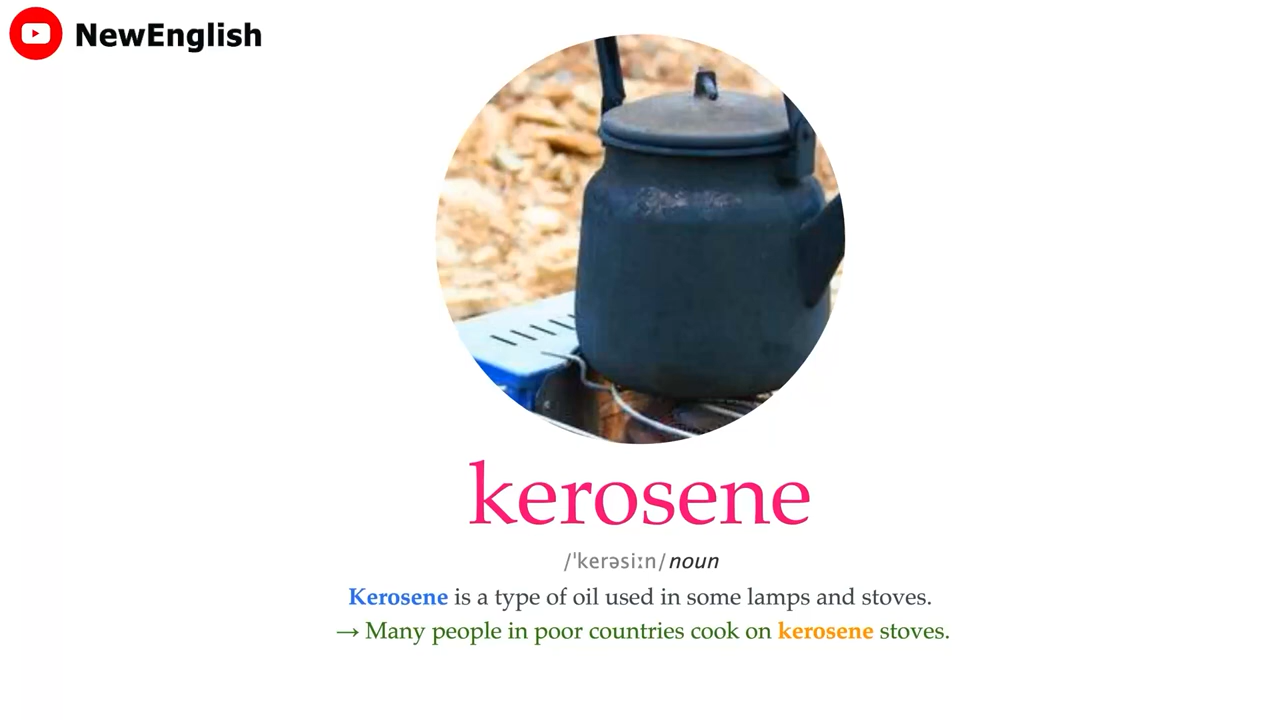 NewEnglish
kerosene
/ˈkerəsiːn/ noun
Kerosene is a type of oil used in some lamps and stoves.
→ Many people in poor countries cook on kerosene stoves.